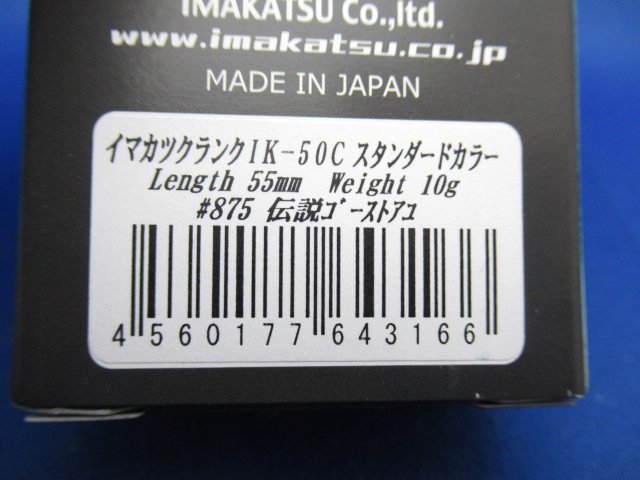 IMAKATSU Co.,ltd.
www.imakatsu.co.jp
MADE IN JAPAN
イマカツクランクIK-50C スタンダードカラー
Length 55mm Weight 10g
#875 伝説ｺﾞｰｽﾄｱﾕ
4 560177 643166